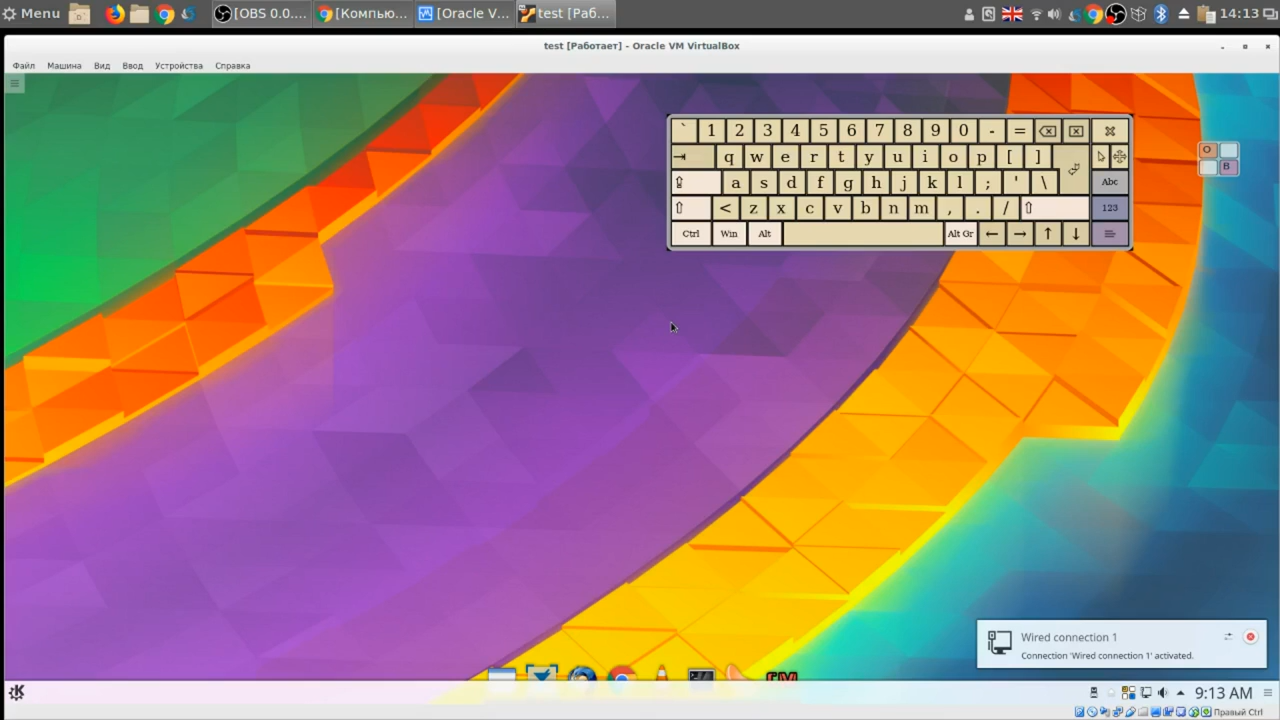 Menu [OBS 0.0.... [Компью... [Oracle V... test [Раб... 14:13
test [Работает] - Oracle VM VirtualBox
Файл Машина Вид Ввод Устройства Справка
` 1 2 3 4 5 6 7 8 9 0 - =
q w e r t y u i o p [ ]
a s d f g h j k l ; ' \ Abc
< z x c v b n m , . / 123
Ctrl Win Alt Alt Gr
O
B
Wired connection 1
Connection 'Wired connection 1' activated.
9:13 AM
Правый Ctrl